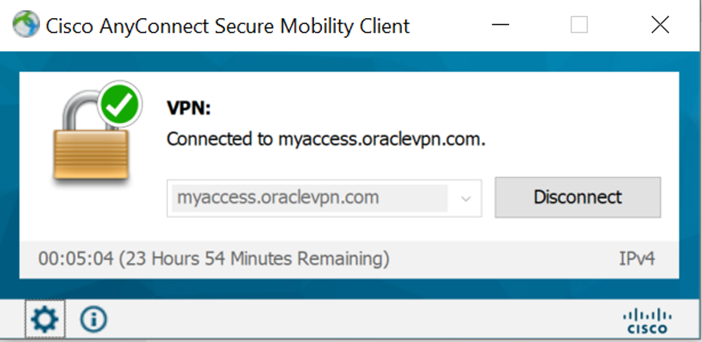 Cisco AnyConnect Secure Mobility Client
VPN:
Connected to myaccess.oraclevpn.com.
myaccess.oraclevpn.com
Disconnect
00:05:04 (23 Hours 54 Minutes Remaining)
IPv4
CISCO